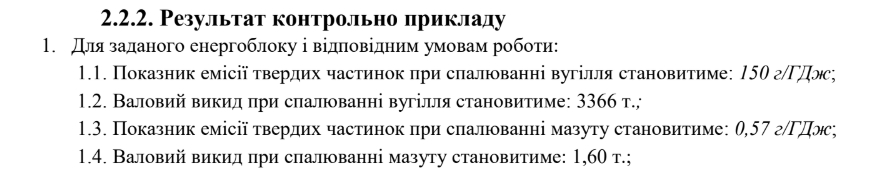 2.2.2. Результат контрольно прикладу
1. Для заданого енергоблоку і відповідним умовам роботи:
1.1. Показник емісії твердих частинок при спалюванні вугілля становитиме: 150 г/ГДж;
1.2. Валовий викид при спалюванні вугілля становитиме: 3366 т.;
1.3. Показник емісії твердих частинок при спалюванні мазуту становитиме: 0,57 г/ГДж;
1.4. Валовий викид при спалюванні мазуту становитиме: 1,60 т.;